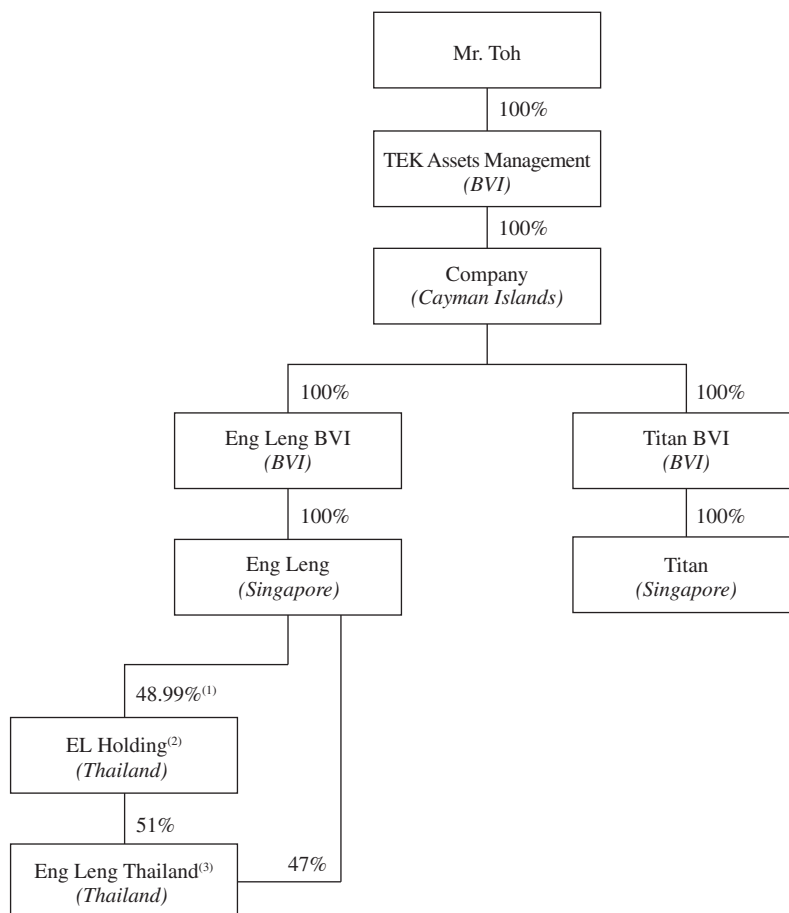 Mr. Toh
100%
TEK Assets Management
(BVI)
100%
Company
(Cayman Islands)
100%
100%
Eng Leng BVI
(BVI)
Titan BVI
(BVI)
100%
100%
Eng Leng
(Singapore)
Titan
(Singapore)
48.99%(1)
EL Holding(2)
(Thailand)
51%
Eng Leng Thailand(3)
(Thailand)
47%